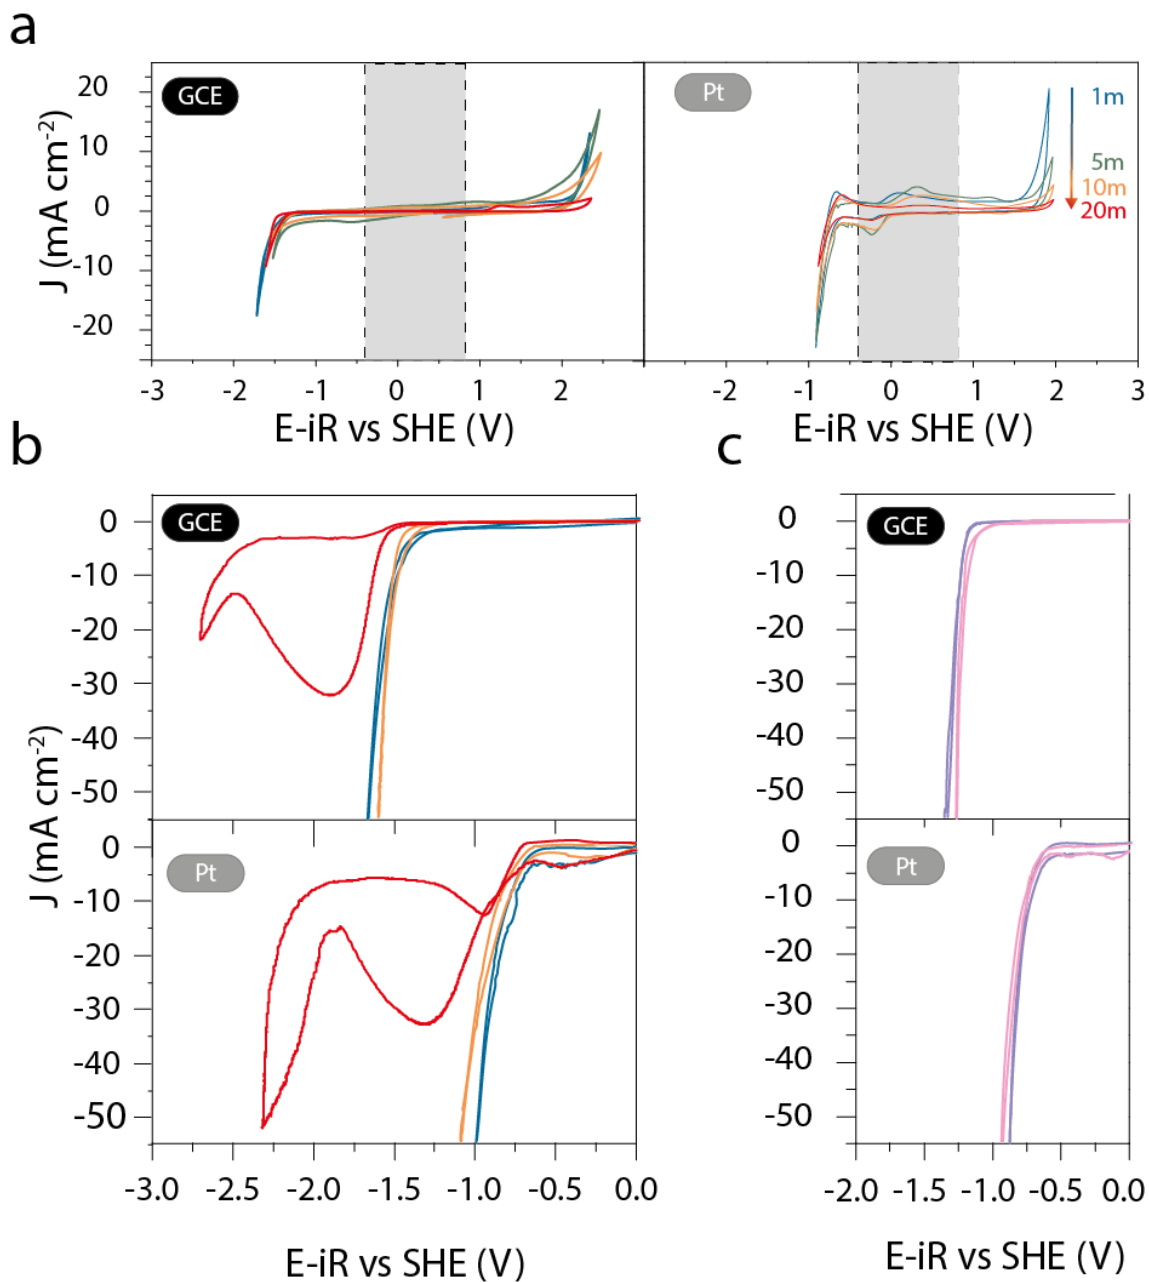 a
GCE
Pt
20
10
0
-10
-20
J (mA cm-2)
1m
5m
10m
20m
-3 -2 -1 0 1 2
-2 -1 0 1 2 3
E-iR vs SHE (V)
E-iR vs SHE (V)
b
c
GCE
0
-10
-20
-30
-40
-50
GCE
0
-10
-20
-30
-40
-50
J (mA cm-2)
Pt
0
-10
-20
-30
-40
-50
Pt
0
-10
-20
-30
-40
-50
-3.0 -2.5 -2.0 -1.5 -1.0 -0.5 0.0
-2.0 -1.5 -1.0 -0.5 0.0
E-iR vs SHE (V)
E-iR vs SHE (V)